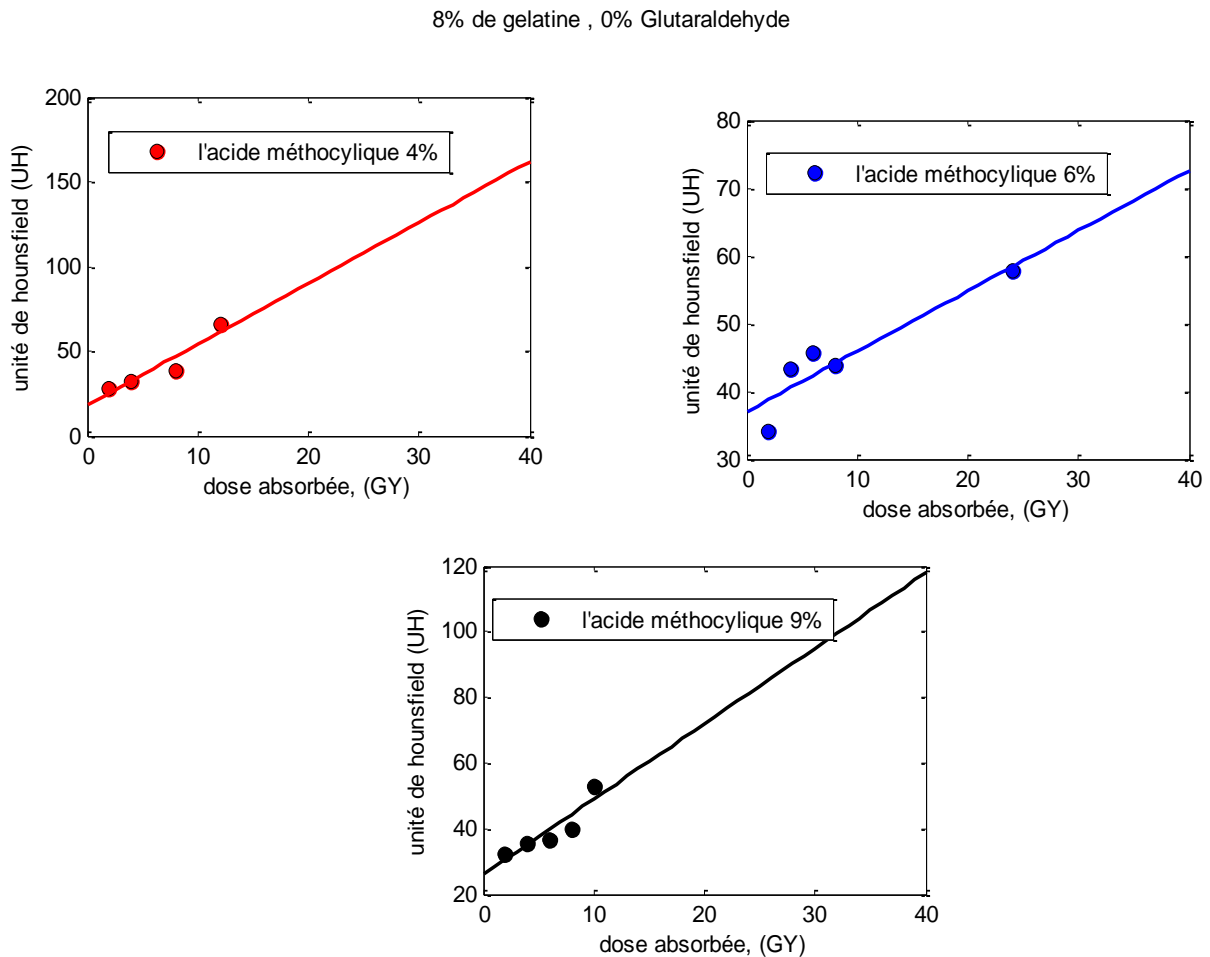 8% de gelatine , 0% Glutaraldehyde
200
150
100
50
0
unité de hounsfield (UH)
l'acide méthocylique 4%
0 10 20 30 40
dose absorbée, (GY)
80
70
60
50
40
30
unité de hounsfield (UH)
l'acide méthocylique 6%
0 10 20 30 40
dose absorbée, (GY)
120
100
80
60
40
20
unité de hounsfield (UH)
l'acide méthocylique 9%
0 10 20 30 40
dose absorbée, (GY)